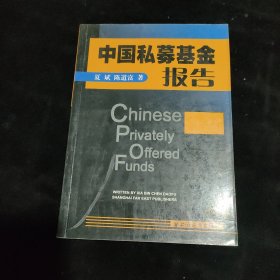 中国私募基金
报告
夏斌 陈道富 著
Chinese
Privately
Offered
Funds
WRITTEN BY XIA BIN CHEN DAOFU
SHANGHAI FAR EAST PUBLISHERS